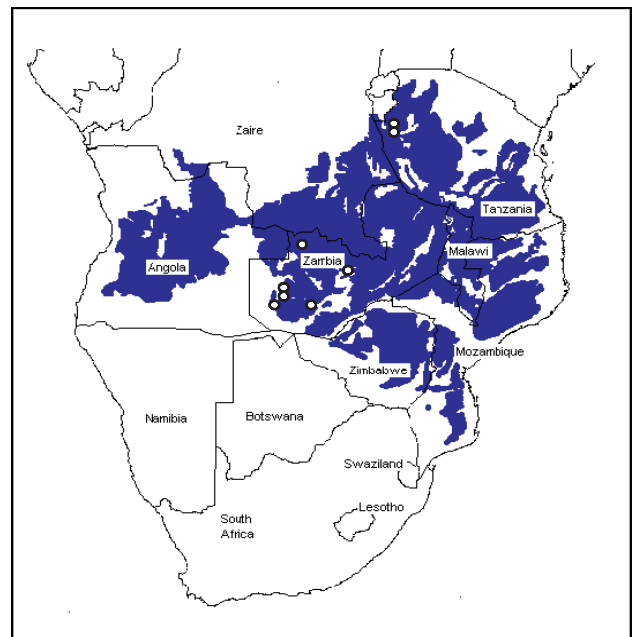 Zaire
Tanzania
Malawi
Zambia
Angola
Mozambique
Zimbabwe
Namibia
Botswana
Swaziland
Lesotho
South
Africa